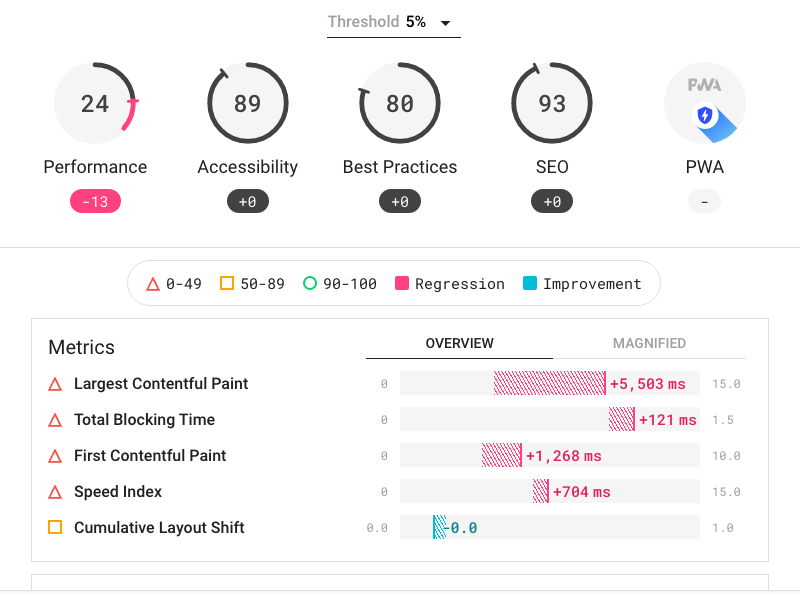 Threshold 5%
24 89 80 93 PWA
Performance Accessibility Best Practices SEO PWA
-13 +0 +0 +0 -
0-49 50-89 90-100 Regression Improvement
Metrics OVERVIEW MAGNIFIED
Largest Contentful Paint 0 +5,503 ms 15.0
Total Blocking Time 0 +121 ms 1.5
First Contentful Paint 0 +1,268 ms 10.0
Speed Index 0 +704 ms 15.0
Cumulative Layout Shift 0.0 -0.0 1.0